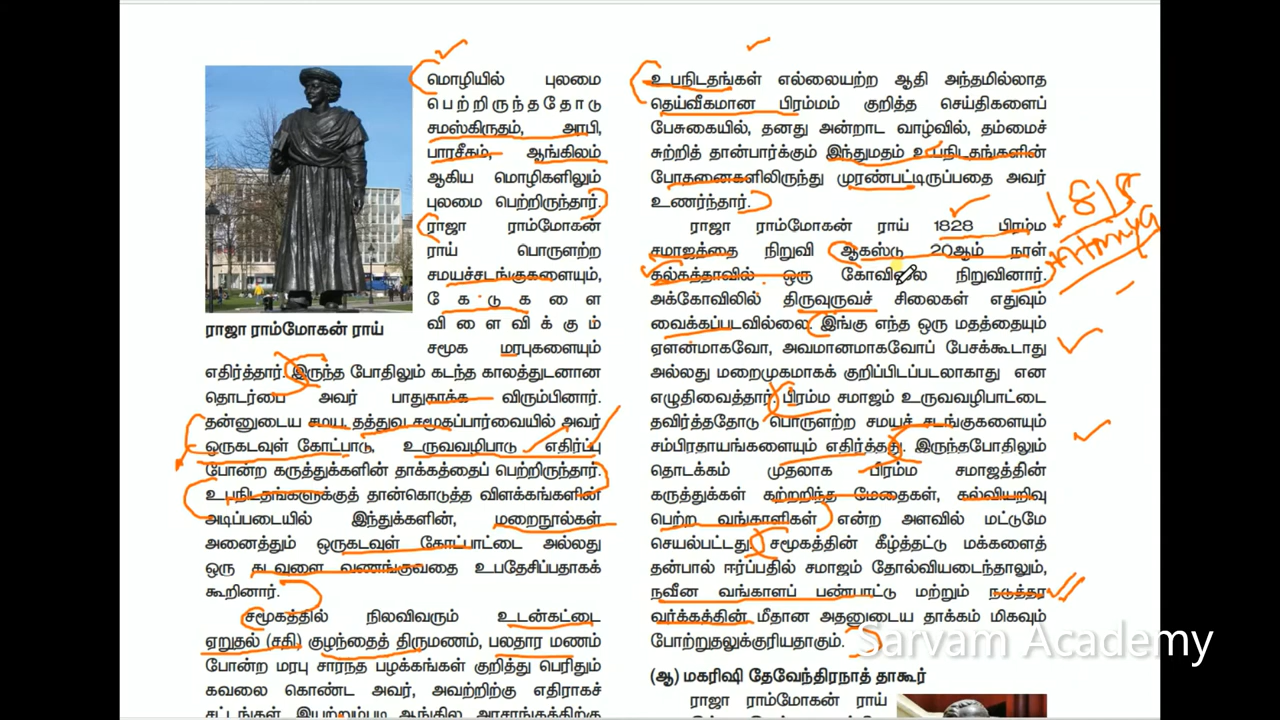 மொழியில் புலமை
பெற்றிருந்ததோடு
சமஸ்கிருதம், அரபி,
பாரசீகம், ஆங்கிலம்
ஆகிய மொழிகளிலும்
புலமை பெற்றிருந்தார்.
ராஜா ராம்மோகன்
ராய் பொருளற்ற
சமயச்சடங்குகளையும்,
கேடுகளை
விளைவிக்கும்
சமூக மரபுகளையும்
ராஜா ராம்மோகன் ராய்
எதிர்த்தார். இருந்த போதிலும் கடந்த காலத்துடனான
தொடர்பை அவர் பாதுகாக்க விரும்பினார்.
தன்னுடைய சமய, தத்துவ சமூகப்பார்வையில் அவர்
ஒருகடவுள் கோட்பாடு, உருவவழிபாடு எதிர்ப்பு
போன்ற கருத்துக்களின் தாக்கத்தைப் பெற்றிருந்தார்.
உபநிடதங்களுக்குத் தான்கொடுத்த விளக்கங்களின்
அடிப்படையில் இந்துக்களின், மறைநூல்கள்
அனைத்தும் ஒருகடவுள் கோட்பாட்டை அல்லது
ஒரு கடவுளை வணங்குவதை உபதேசிப்பதாகக்
கூறினார்.
சமூகத்தில் நிலவிவரும் உடன்கட்டை
ஏறுதல் (சதி) குழந்தைத் திருமணம், பலதார மணம்
போன்ற மரபு சார்ந்த பழக்கங்கள் குறித்து பெரிதும்
கவலை கொண்ட அவர், அவற்றிற்கு எதிராகச்
சட்டங்கள் இயற்றும்படி ஆங்கில அரசாங்கத்திற்கு
உபநிடதங்கள் எல்லையற்ற ஆதி அந்தமில்லாத
தெய்வீகமான பிரம்மம் குறித்த செய்திகளைப்
பேசுகையில், தனது அன்றாட வாழ்வில், தம்மைச்
சுற்றித் தான்பார்க்கும் இந்துமதம் உபநிடதங்களின்
போதனைகளிலிருந்து முரண்பட்டிருப்பதை அவர்
உணர்ந்தார்.
ராஜா ராம்மோகன் ராய் 1828 பிரம்ம
சமாஜத்தை நிறுவி ஆகஸ்டு 20ஆம் நாள்
கல்கத்தாவில் ஒரு கோவிலை நிறுவினார்.
அக்கோவிலில் திருவுருவச் சிலைகள் எதுவும்
வைக்கப்படவில்லை. இங்கு எந்த ஒரு மதத்தையும்
ஏளனமாகவோ, அவமானமாகவோப் பேசக்கூடாது
அல்லது மறைமுகமாகக் குறிப்பிடப்படலாகாது என
எழுதிவைத்தார். பிரம்ம சமாஜம் உருவவழிபாட்டை
தவிர்த்ததோடு பொருளற்ற சமயச் சடங்குகளையும்
சம்பிரதாயங்களையும் எதிர்த்தது. இருந்தபோதிலும்
தொடக்கம் முதலாக பிரம்ம சமாஜத்தின்
கருத்துக்கள் கற்றறிந்த மேதைகள், கல்வியறிவு
பெற்ற வங்காளிகள் என்ற அளவில் மட்டுமே
செயல்பட்டது. சமூகத்தின் கீழ்த்தட்டு மக்களைத்
தன்பால் ஈர்ப்பதில் சமாஜம் தோல்வியடைந்தாலும்,
நவீன வங்காளப் பண்பாட்டு மற்றும் நடுத்தர
வர்க்கத்தின் மீதான அதனுடைய தாக்கம் மிகவும்
போற்றுதலுக்குரியதாகும்.
(ஆ) மகரிஷி தேவேந்திரநாத் தாகூர்
ராஜா ராம்மோகன் ராய்
1815
Sarvam Academy